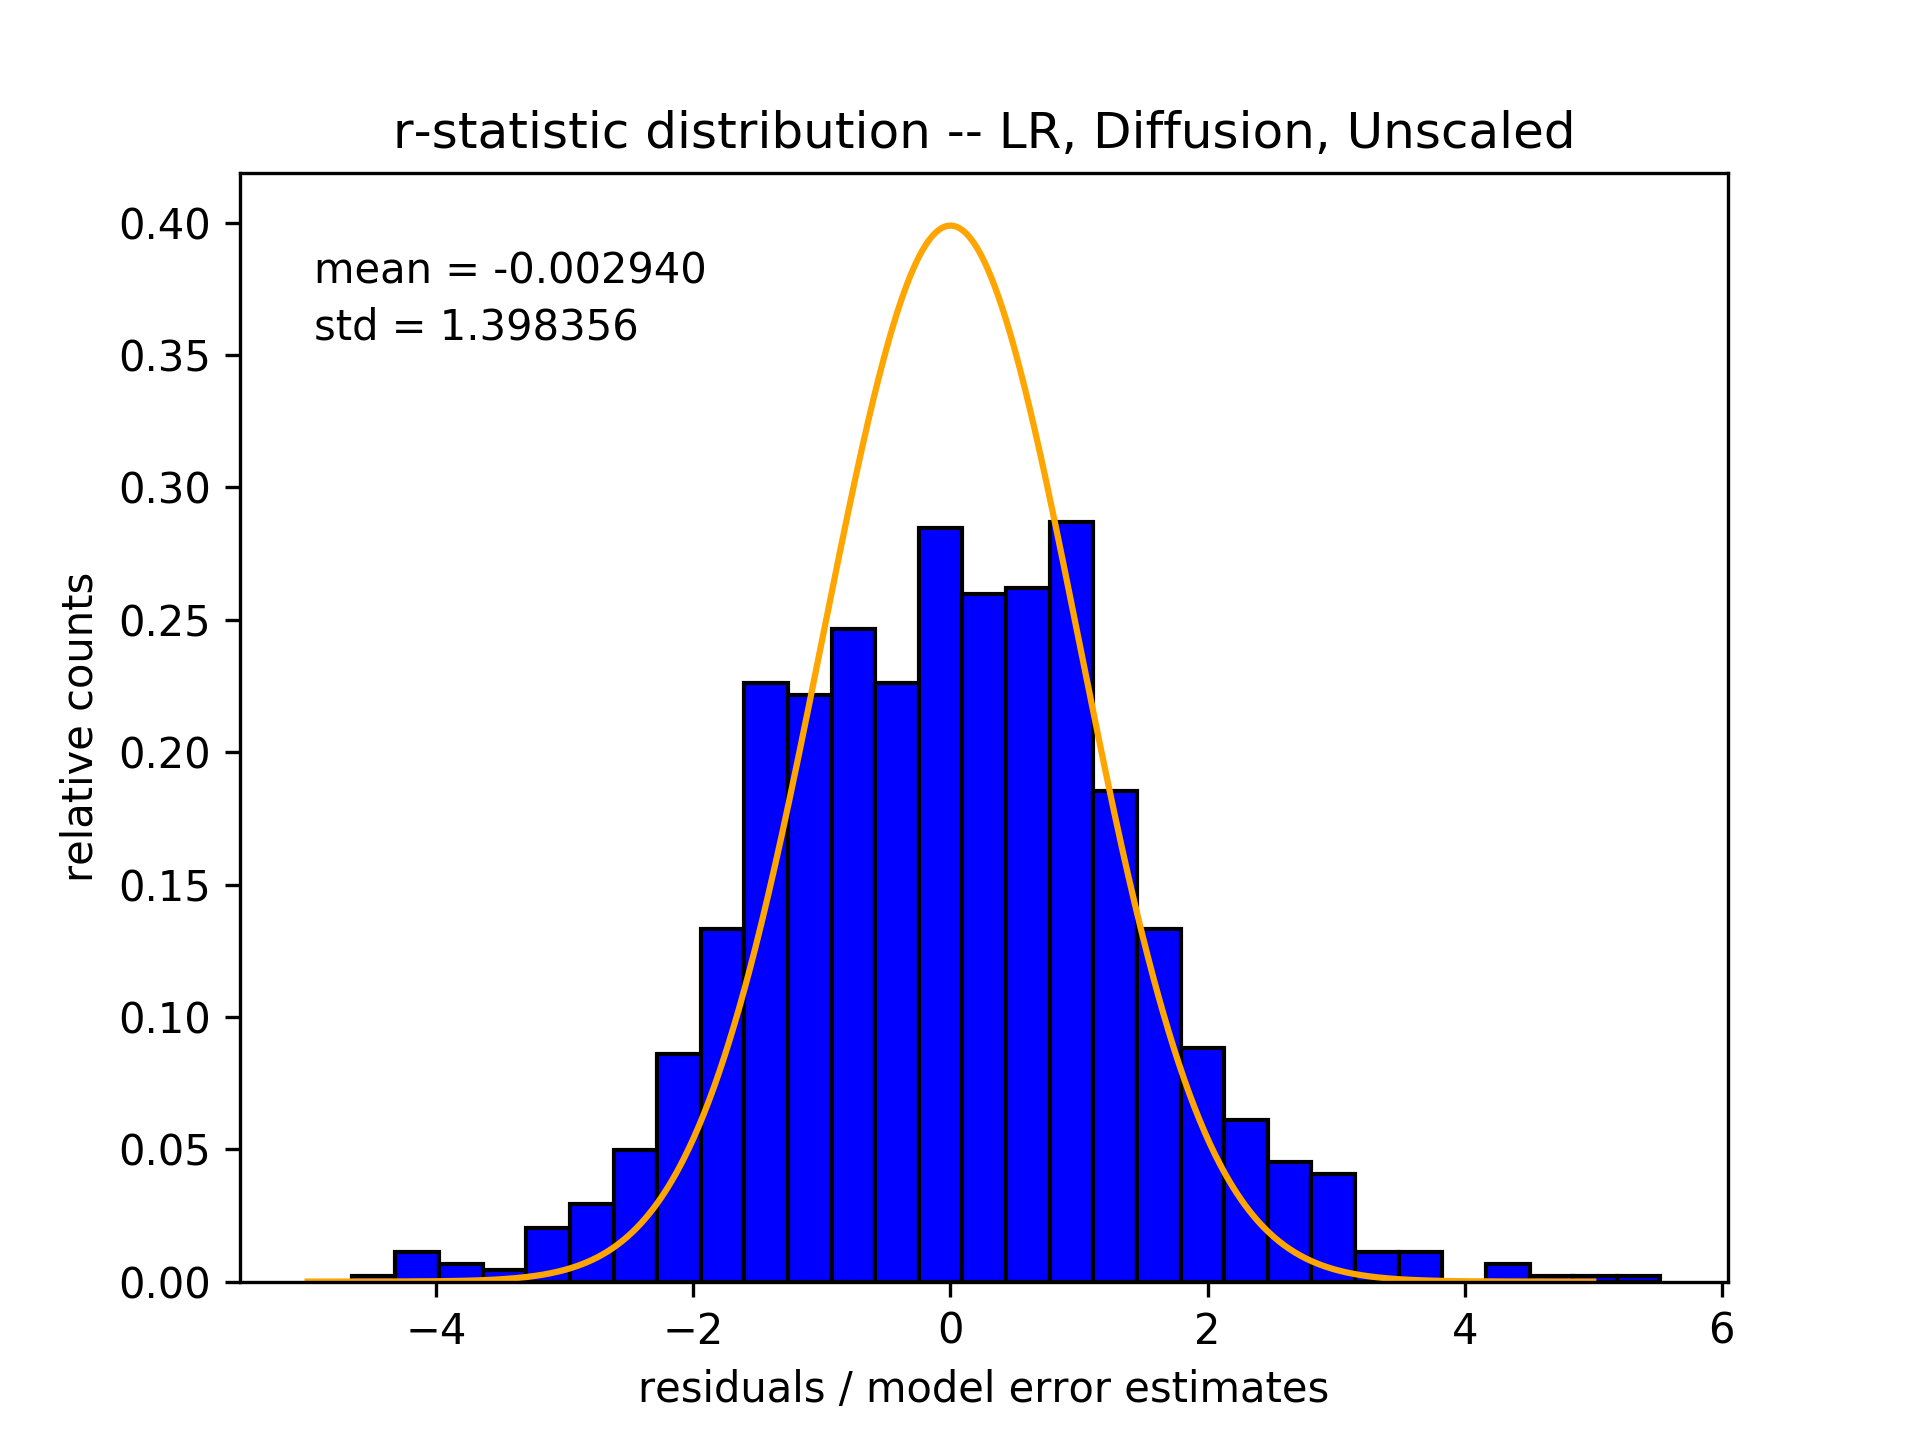 r-statistic distribution -- LR, Diffusion, Unscaled
mean = -0.002940
std = 1.398356
0.40
0.35
0.30
0.25
0.20
0.15
0.10
0.05
0.00
relative counts
−4 −2 0 2 4 6
residuals / model error estimates